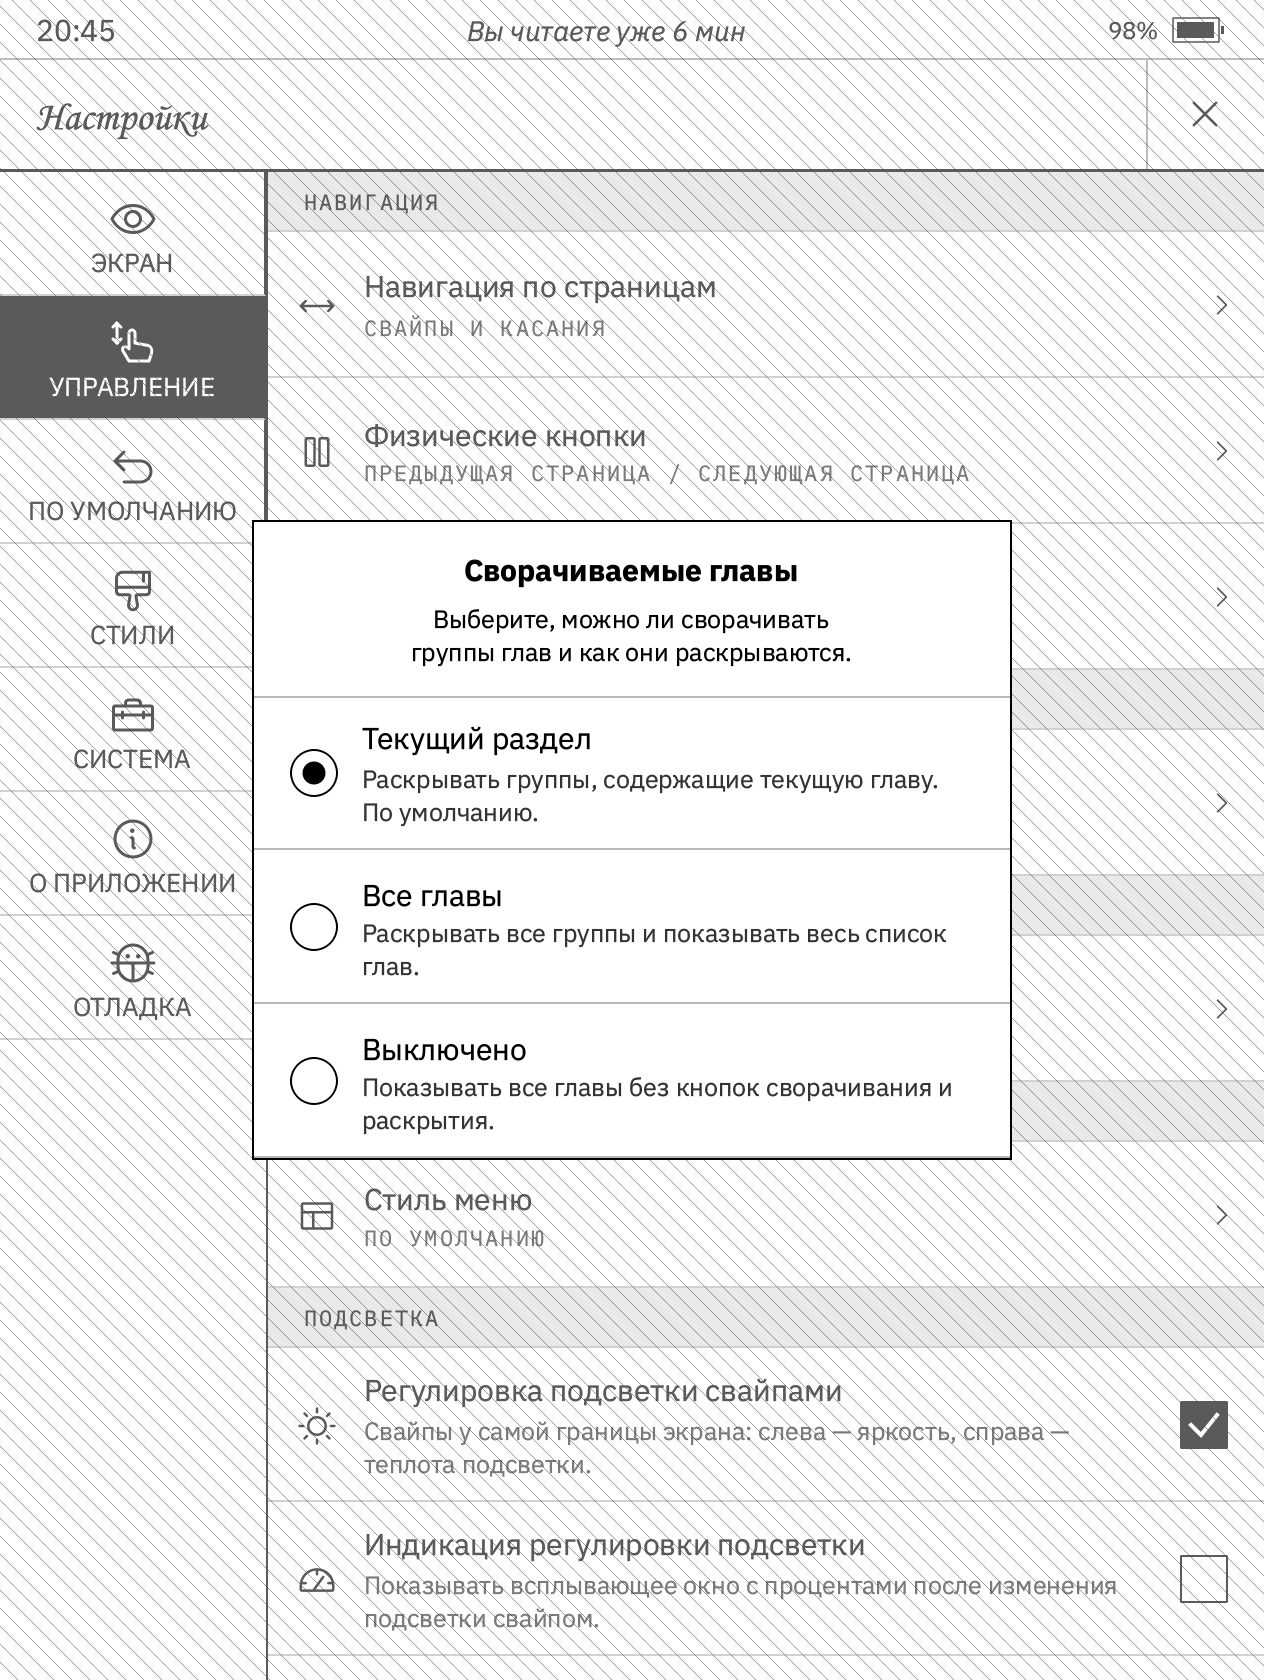 20:45
Вы читаете уже 6 мин
98%
Настройки
ЭКРАН
УПРАВЛЕНИЕ
ПО УМОЛЧАНИЮ
СТИЛИ
СИСТЕМА
О ПРИЛОЖЕНИИ
ОТЛАДКА
НАВИГАЦИЯ
Навигация по страницам
СВАЙПЫ И КАСАНИЯ
Физические кнопки
ПРЕДЫДУЩАЯ СТРАНИЦА / СЛЕДУЮЩАЯ СТРАНИЦА
Сворачиваемые главы
Выберите, можно ли сворачивать
группы глав и как они раскрываются.
Текущий раздел
Раскрывать группы, содержащие текущую главу.
По умолчанию.
Все главы
Раскрывать все группы и показывать весь список
глав.
Выключено
Показывать все главы без кнопок сворачивания и
раскрытия.
Стиль меню
ПО УМОЛЧАНИЮ
ПОДСВЕТКА
Регулировка подсветки свайпами
Свайпы у самой границы экрана: слева — яркость, справа —
теплота подсветки.
Индикация регулировки подсветки
Показывать всплывающее окно с процентами после изменения
подсветки свайпом.